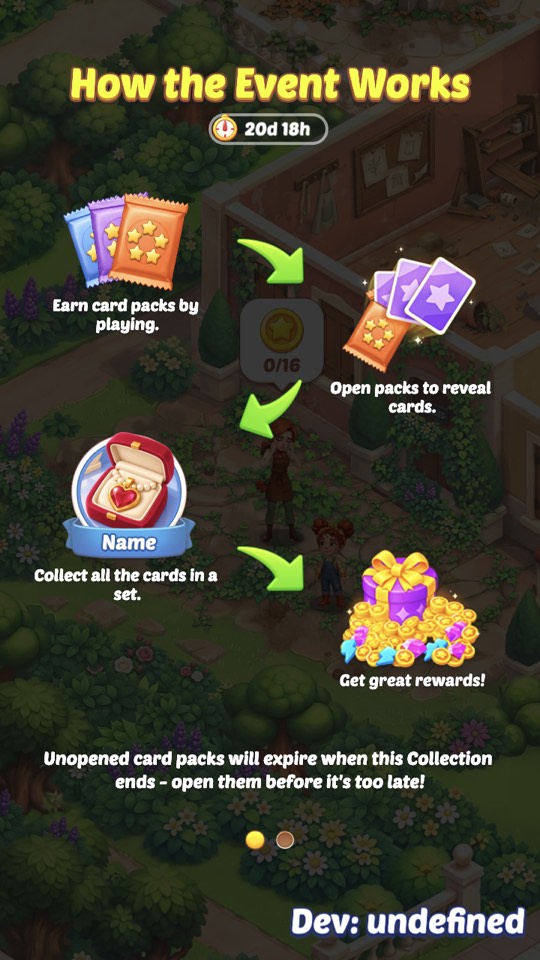 How the Event Works
20d 18h
Earn card packs by
playing.
0/16
Open packs to reveal
cards.
Name
Collect all the cards in a
set.
Get great rewards!
Unopened card packs will expire when this Collection
ends - open them before it's too late!
Dev: undefined